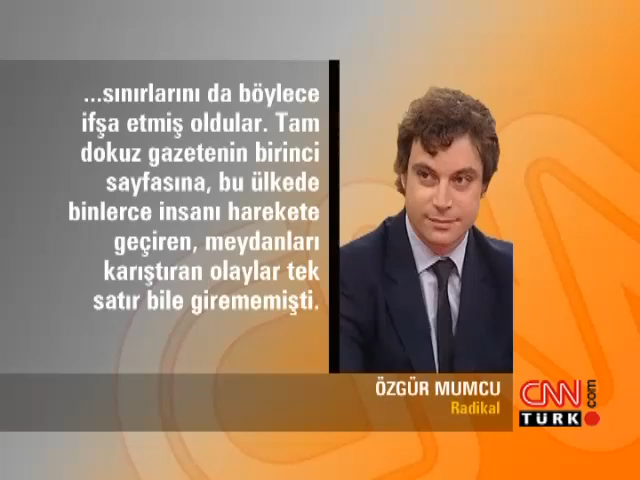 ...sınırlarını da böylece
ifşa etmiş oldular. Tam
dokuz gazetenin birinci
sayfasına, bu ülkede
binlerce insanı harekete
geçiren, meydanları
karıştıran olaylar tek
satır bile girememişti.
ÖZGÜR MUMCU
Radikal
CNN
TURK.com